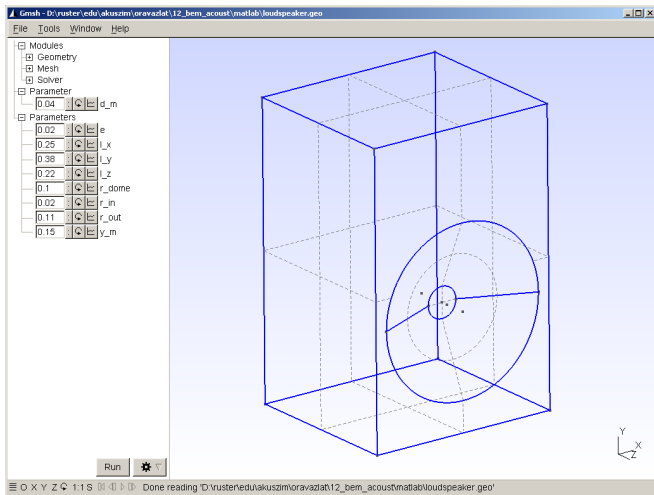 Gmsh - D:\ruster\edu\akuszim\oravazlat\12_bem_acoust\matlab\loudspeaker.geo
File Tools Window Help
Modules
Geometry
Mesh
Solver
Parameter
0.04 d_m
Parameters
0.02 e
0.25 l_x
0.38 l_y
0.22 l_z
0.1 r_dome
0.02 r_in
0.11 r_out
0.15 y_m
Y
X
Z
Run
O X Y Z 1:1 S Done reading 'D:\ruster\edu\akuszim\oravazlat\12_bem_acoust\matlab\loudspeaker.geo'